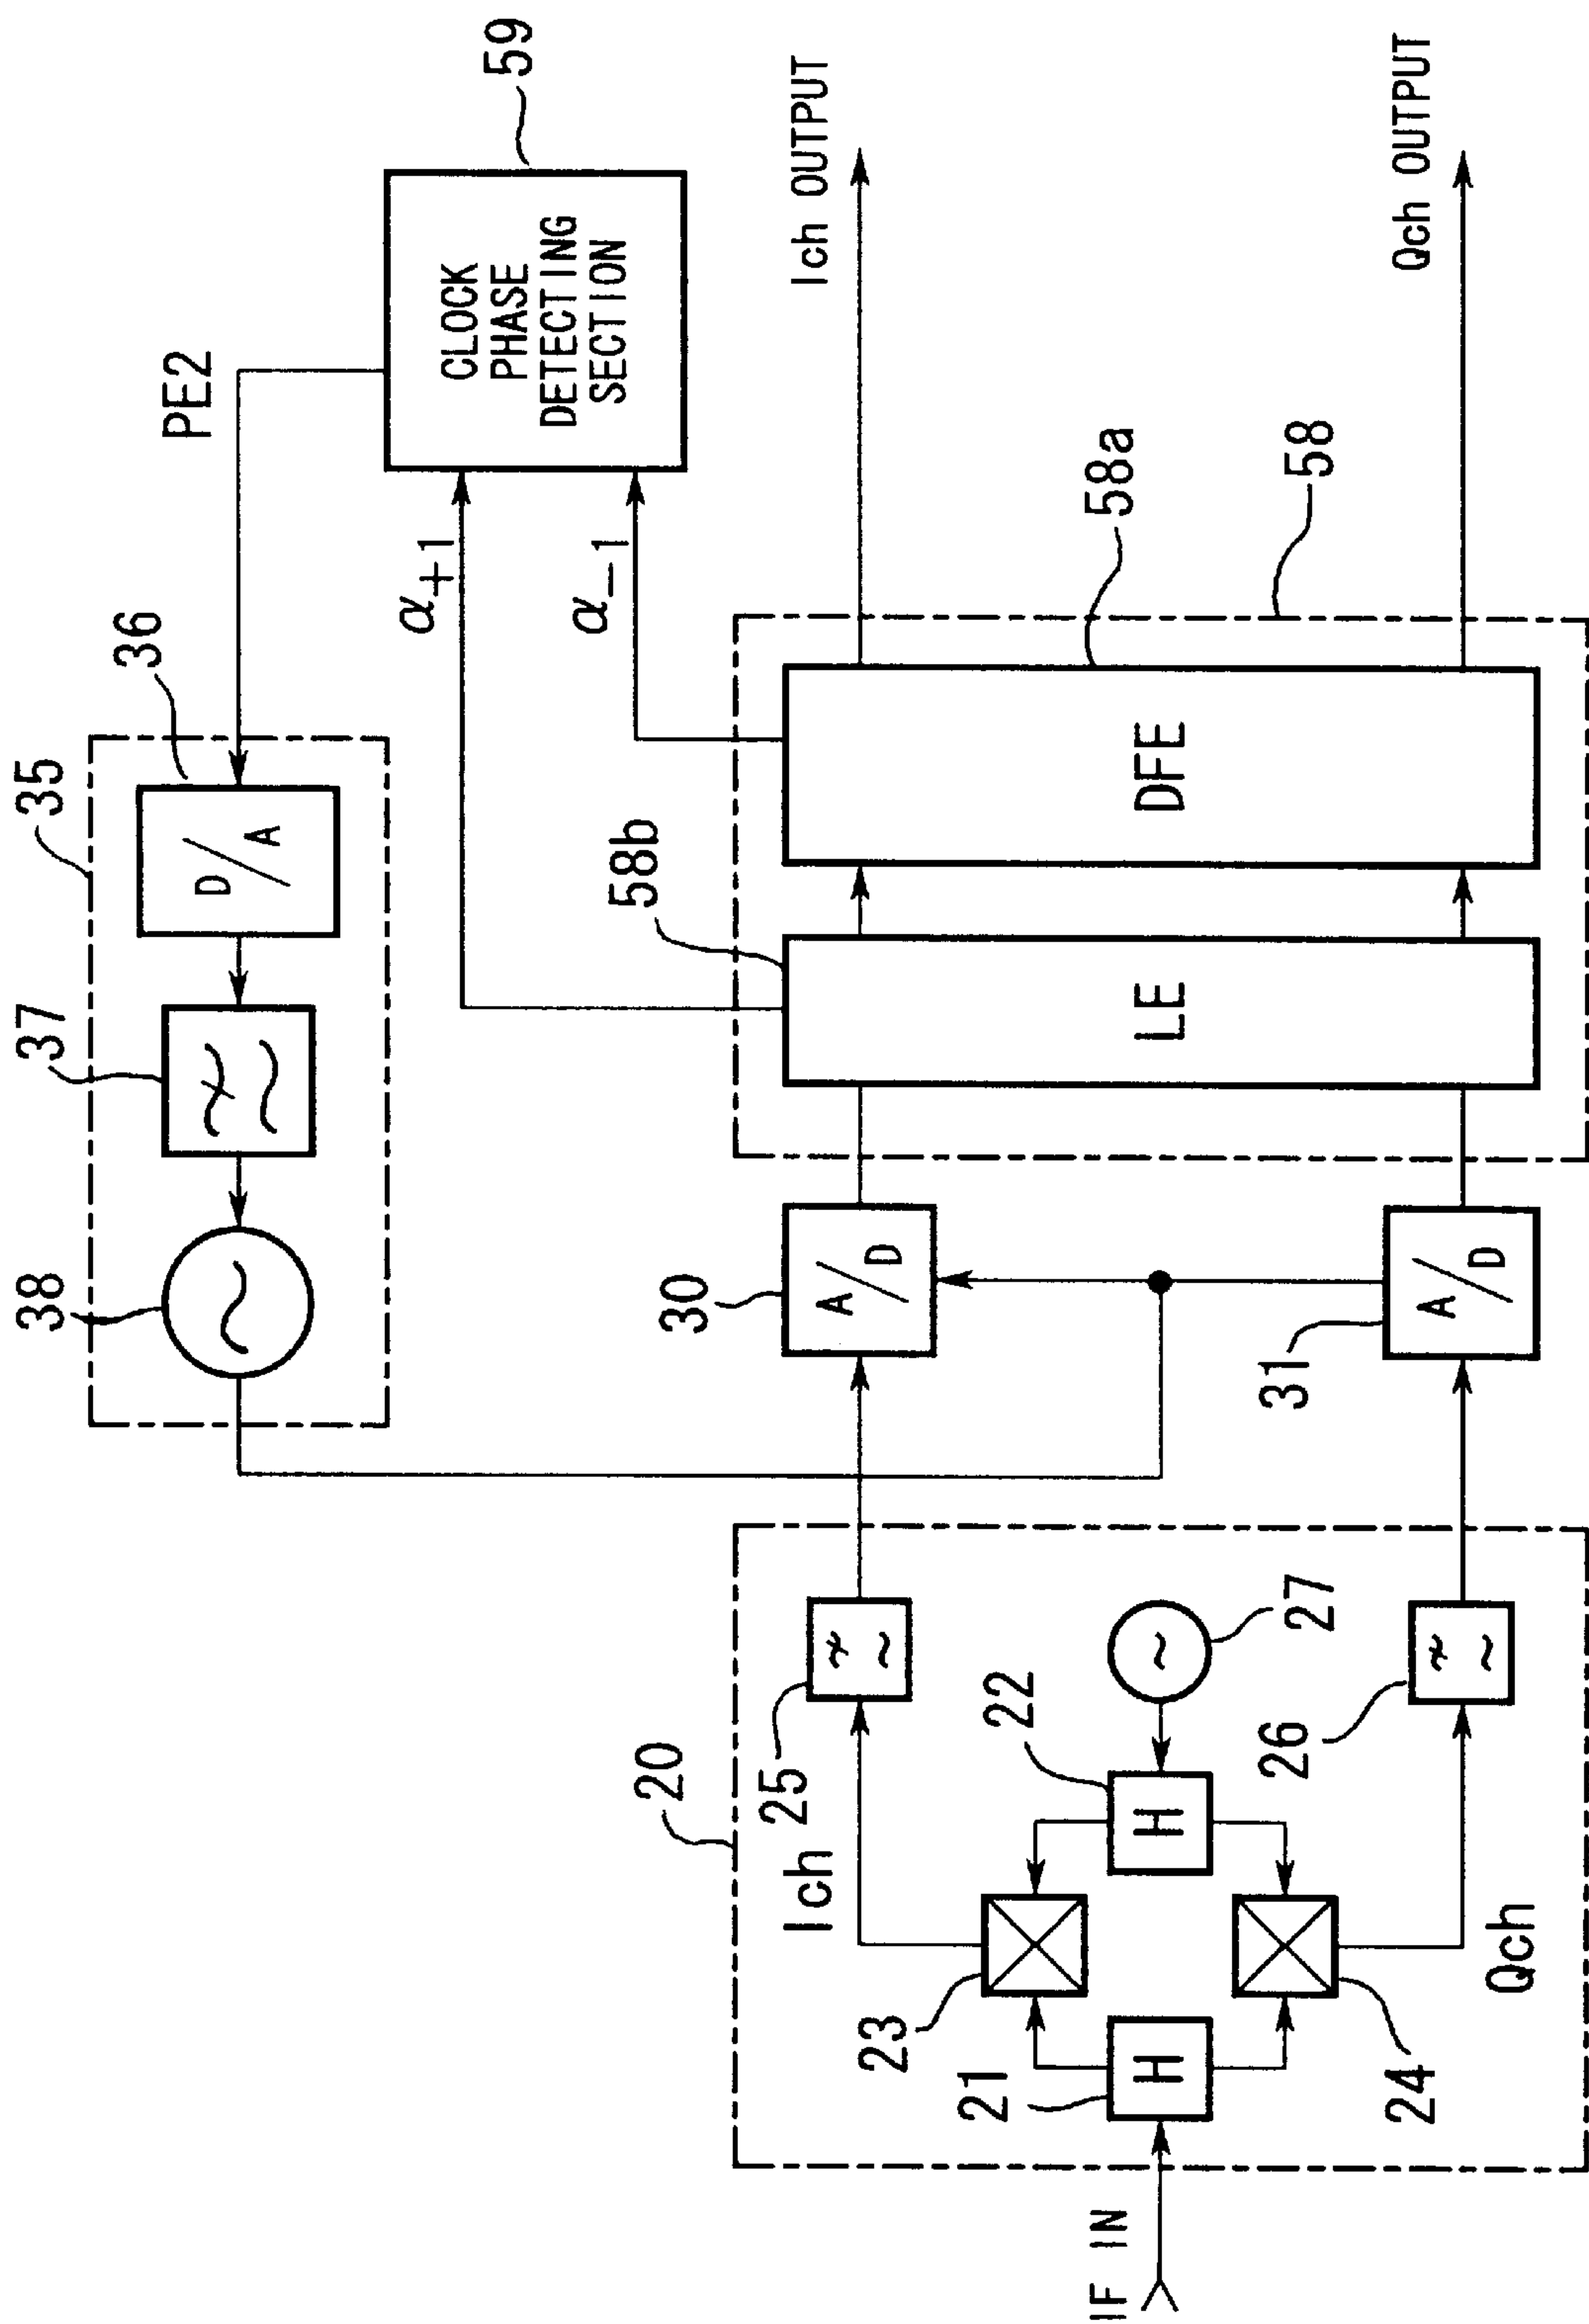 35
36
37
38
D/A
PE2
59
CLOCK
PHASE
DETECTING
SECTION
α+1
α−1
20
IF IN
21
H
22
H
23
24
25
26
27
Ich
Qch
30
A/D
31
A/D
58b
LE
58a
DFE
58
Ich OUTPUT
Qch OUTPUT